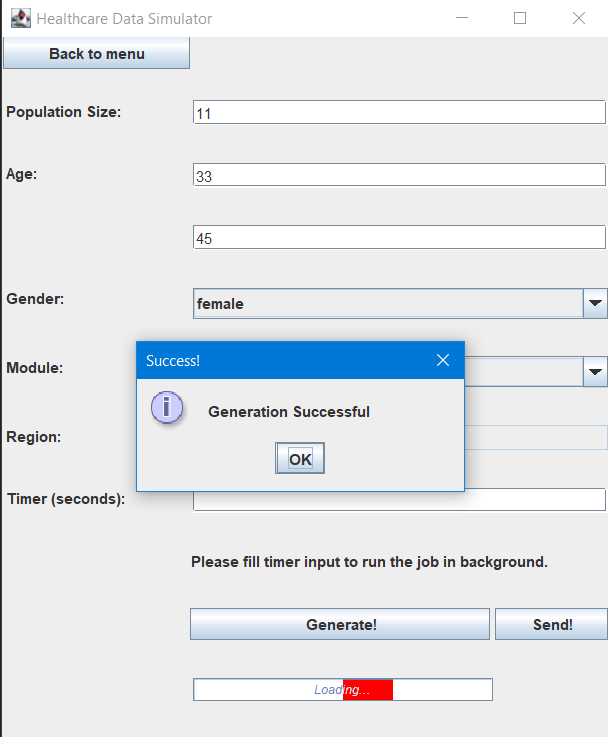 Healthcare Data Simulator
Back to menu
Population Size: 11
Age: 33
45
Gender: female
Success!
Module:
Generation Successful
Region:
OK
Timer (seconds):
Please fill timer input to run the job in background.
Generate! Send!
Loading...